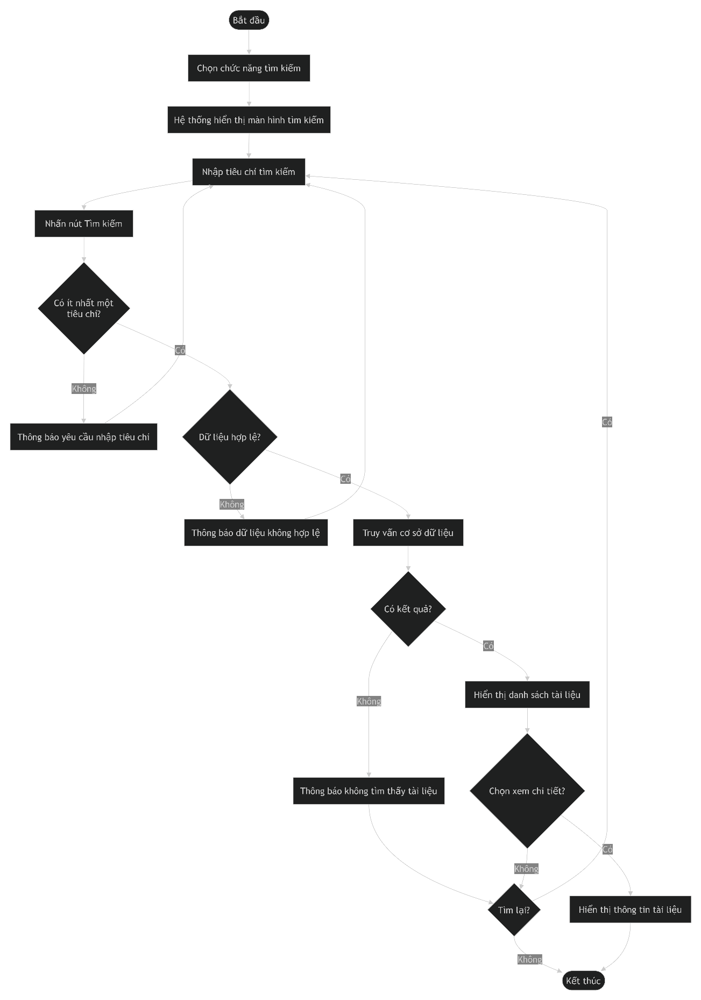 Bắt đầu
Chọn chức năng tìm kiếm
Hệ thống hiển thị màn hình tìm kiếm
Nhập tiêu chí tìm kiếm
Nhấn nút Tìm kiếm
Có ít nhất một
tiêu chí?
Có
Không
Thông báo yêu cầu nhập tiêu chí
Dữ liệu hợp lệ?
Có
Có
Không
Thông báo dữ liệu không hợp lệ
Truy vấn cơ sở dữ liệu
Có kết quả?
Có
Không
Hiển thị danh sách tài liệu
Thông báo không tìm thấy tài liệu
Chọn xem chi tiết?
Có
Không
Tìm lại?
Hiển thị thông tin tài liệu
Không
Kết thúc